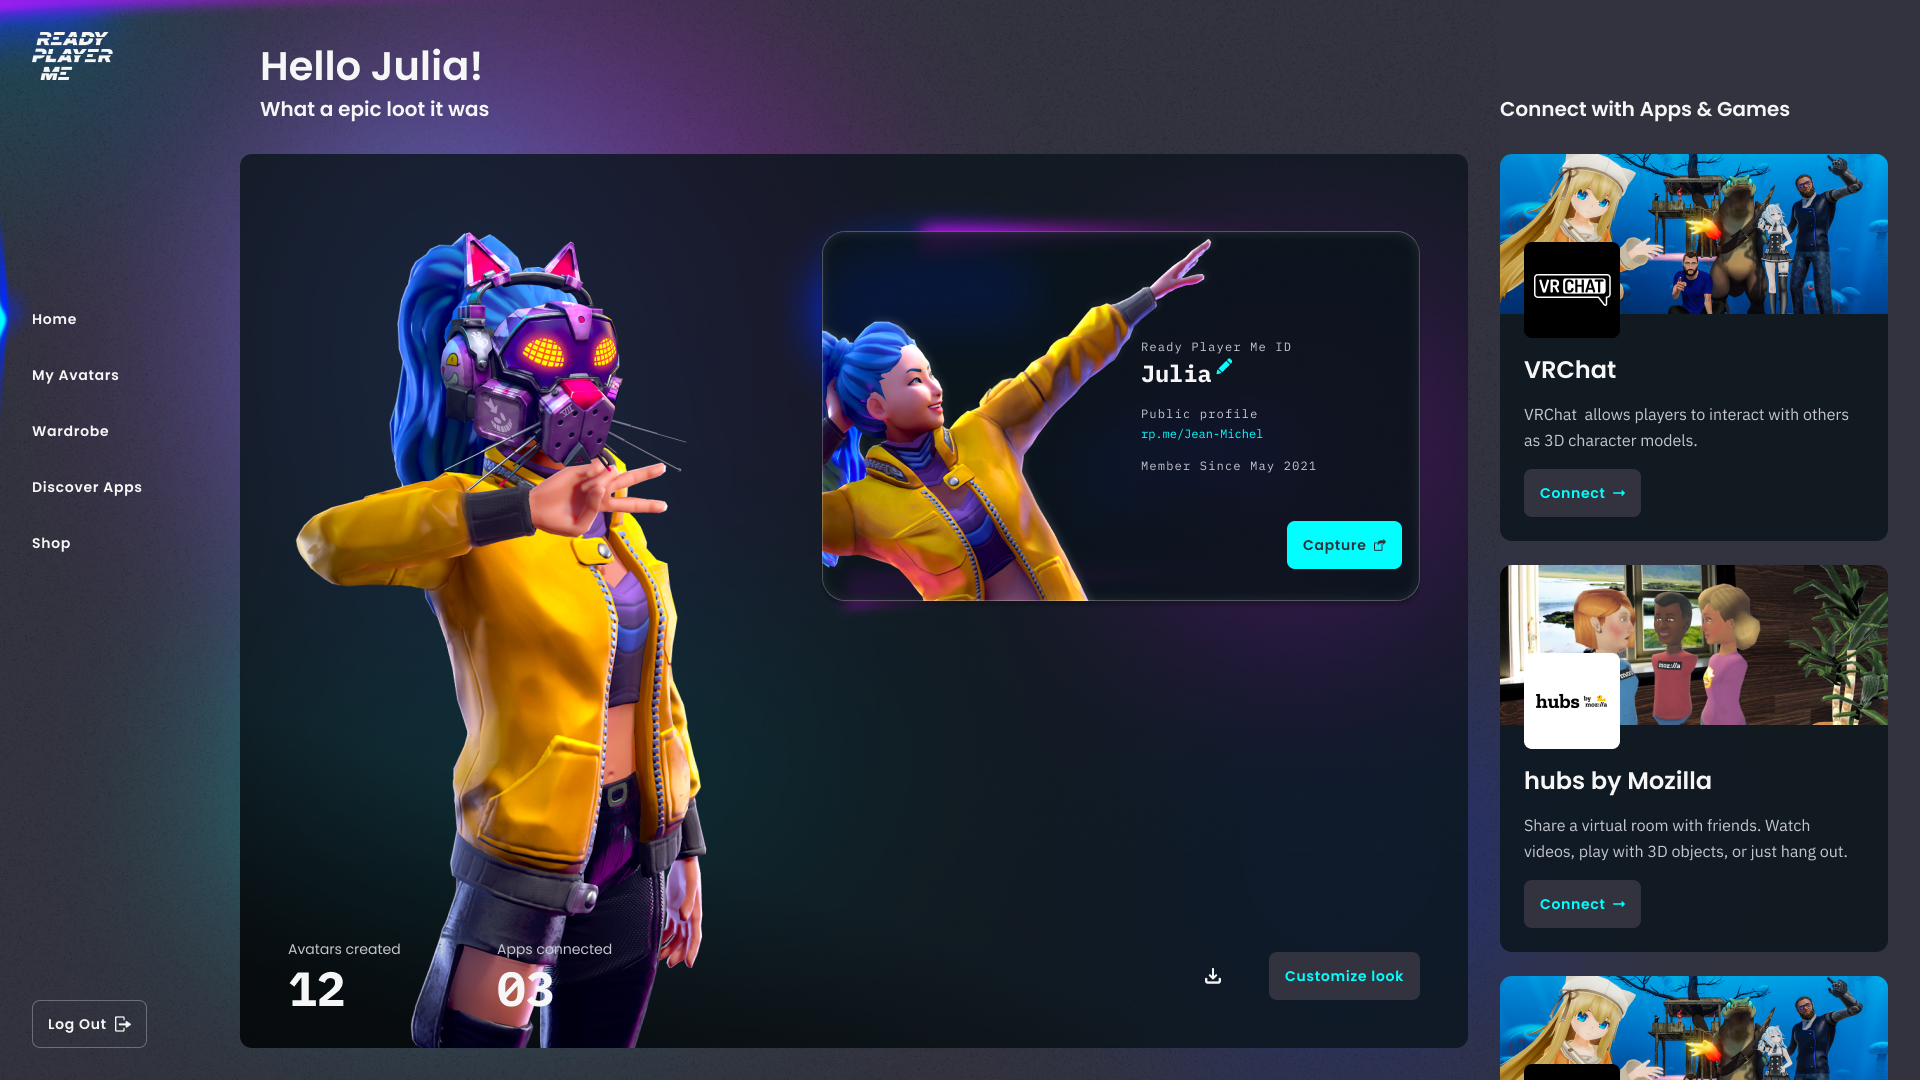 READY
PLAYER
ME
Hello Julia!
What a epic loot it was
Home
My Avatars
Wardrobe
Discover Apps
Shop
Log Out
VII
Ready Player Me ID
Julia
Public profile
rp.me/Jean-Michel
Member Since May 2021
Capture
Avatars created
12
Apps connected
03
Customize look
Connect with Apps & Games
VRCHAT
VRChat
VRChat allows players to interact with others
as 3D character models.
Connect →
moz://a
hubs by
moz://a
hubs by Mozilla
Share a virtual room with friends. Watch
videos, play with 3D objects, or just hang out.
Connect →